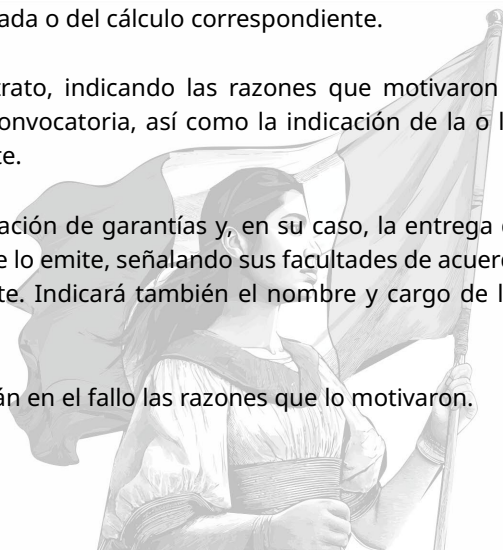 ada o del cálculo correspondiente.
trato, indicando las razones que motivaron
onvocatoria, así como la indicación de la o l
te.
ación de garantías y, en su caso, la entrega
e lo emite, señalando sus facultades de acuer
te. Indicará también el nombre y cargo de l
án en el fallo las razones que lo motivaron.